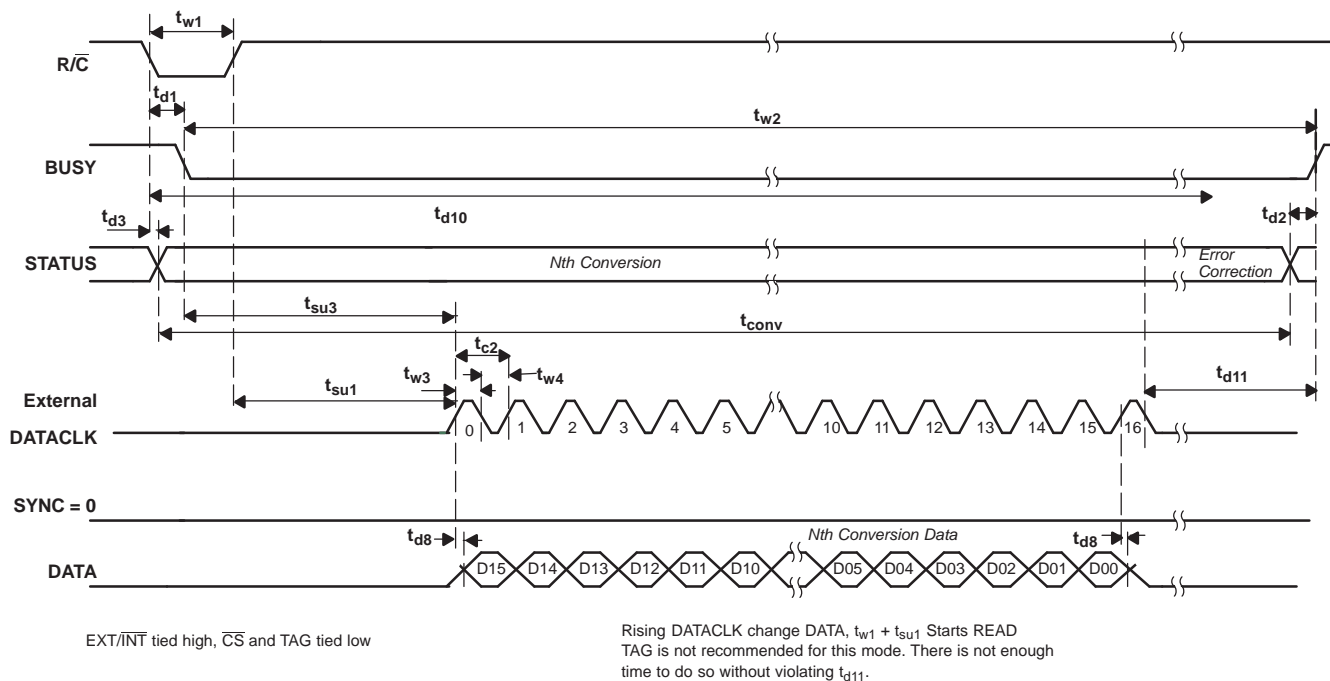 tw1
R/C
td1
tw2
BUSY
td3
td10
td2
STATUS
Nth Conversion
Error
Correction
tsu3
tconv
tc2
tw3
tw4
tsu1
td11
External
DATACLK
0 1 2 3 4 5 10 11 12 13 14 15 16
SYNC = 0
Nth Conversion Data
td8
td8
DATA
D15 D14 D13 D12 D11 D10 D05 D04 D03 D02 D01 D00
EXT/INT tied high, CS and TAG tied low
Rising DATACLK change DATA, tw1 + tsu1 Starts READ
TAG is not recommended for this mode. There is not enough
time to do so without violating td11.